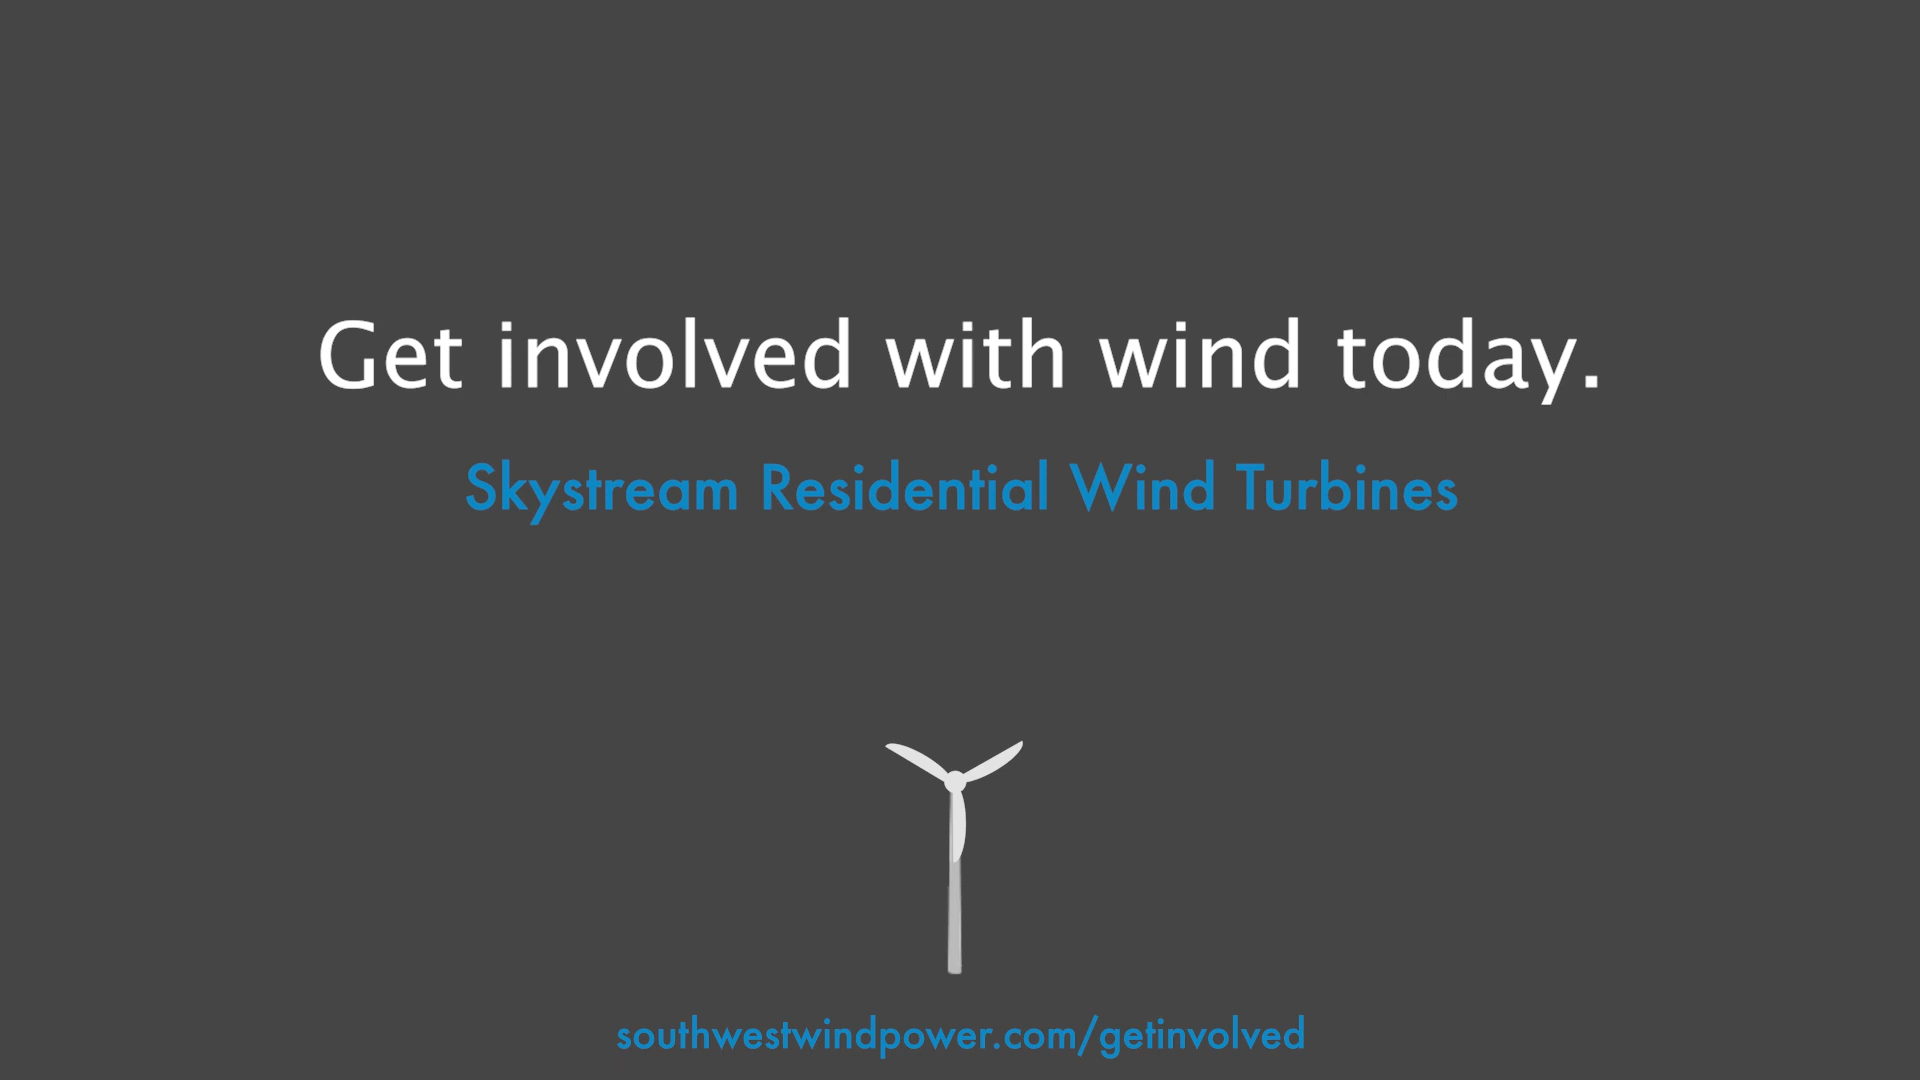 Get involved with wind today.
Skystream Residential Wind Turbines
southwestwindpower.com/getinvolved